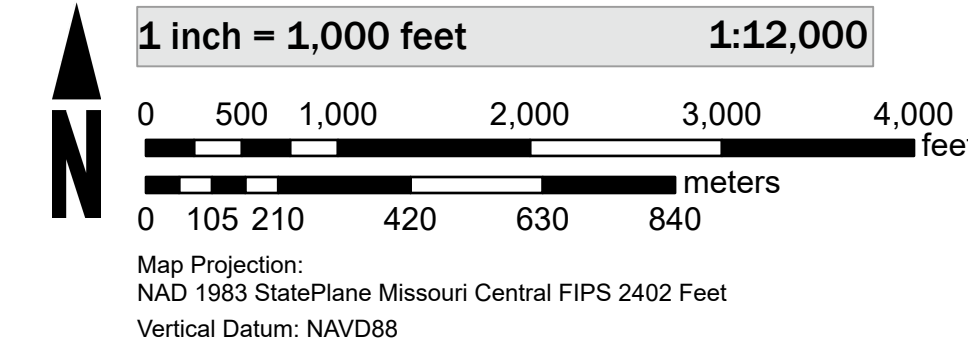 1 inch = 1,000 feet 1:12,000
0 500 1,000 2,000 3,000 4,000
feet
meters
0 105 210 420 630 840
N
Map Projection:
NAD 1983 StatePlane Missouri Central FIPS 2402 Feet
Vertical Datum: NAVD88